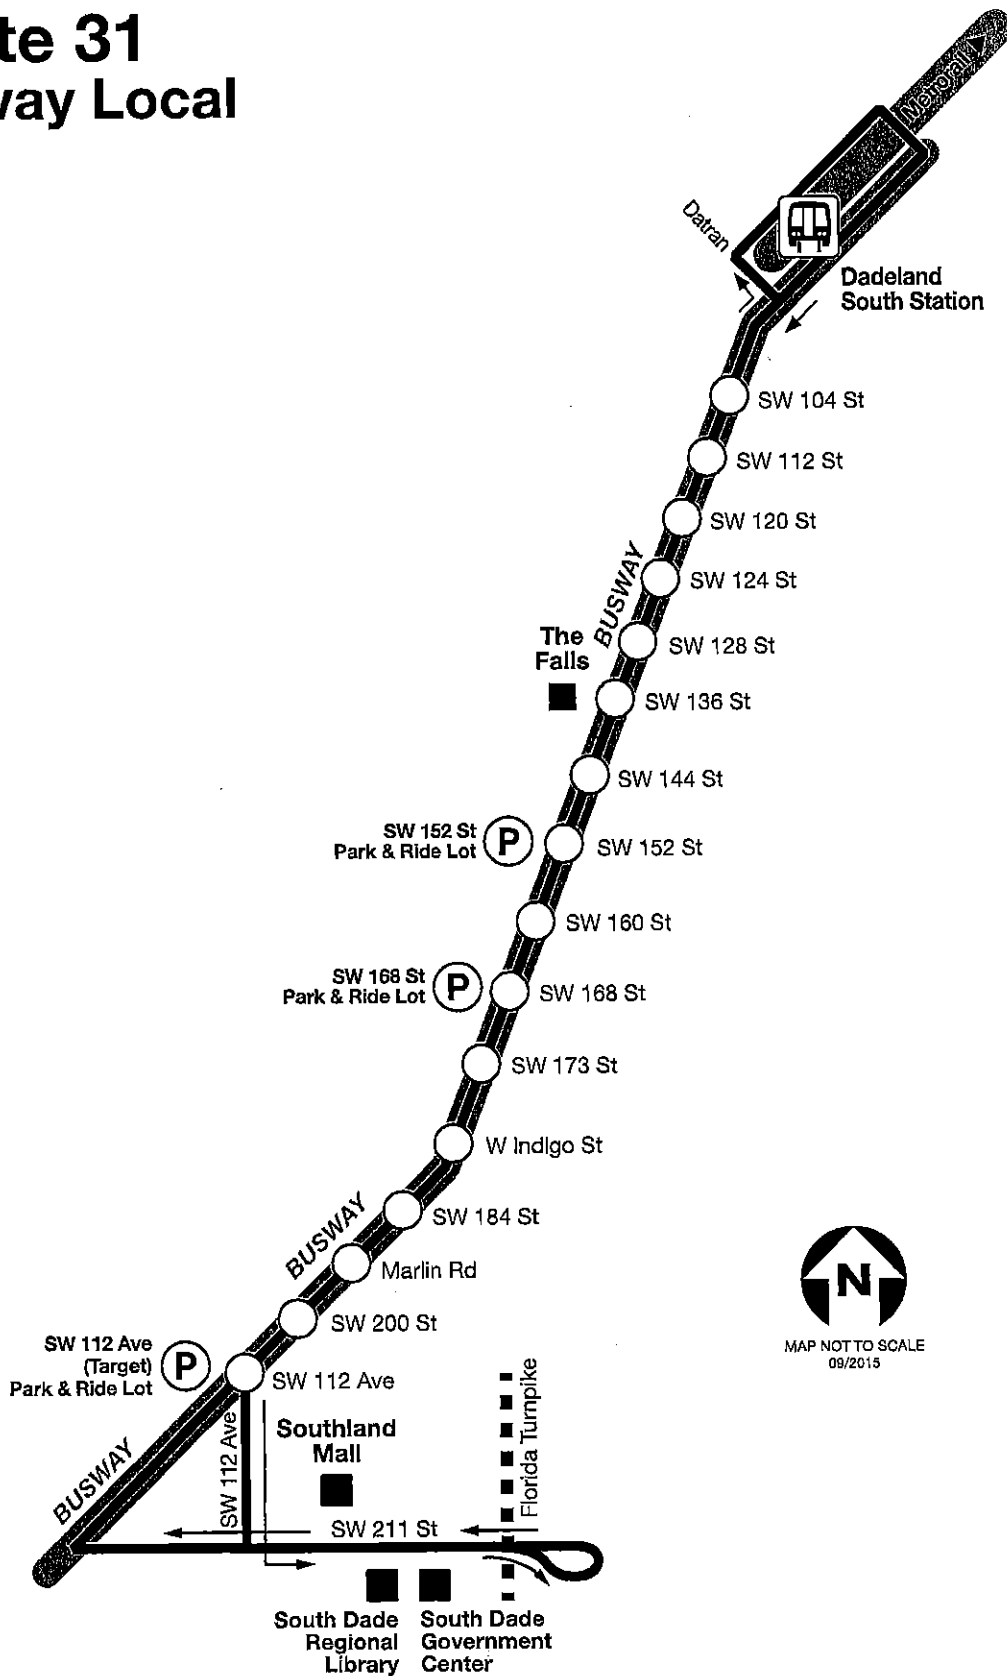 te 31
way Local
Metrorail
Datran
Dadeland
South Station
SW 104 St
SW 112 St
SW 120 St
SW 124 St
BUSWAY
The
Falls
SW 128 St
SW 136 St
SW 144 St
SW 152 St
Park & Ride Lot
P
SW 152 St
SW 160 St
SW 168 St
Park & Ride Lot
P
SW 168 St
SW 173 St
W Indigo St
BUSWAY
SW 184 St
Marlin Rd
SW 200 St
N
MAP NOT TO SCALE
09/2015
SW 112 Ave
(Target)
Park & Ride Lot
P
SW 112 Ave
BUSWAY
SW 112 Ave
Southland
Mall
Florida Turnpike
SW 211 St
South Dade
Regional
Library
South Dade
Government
Center